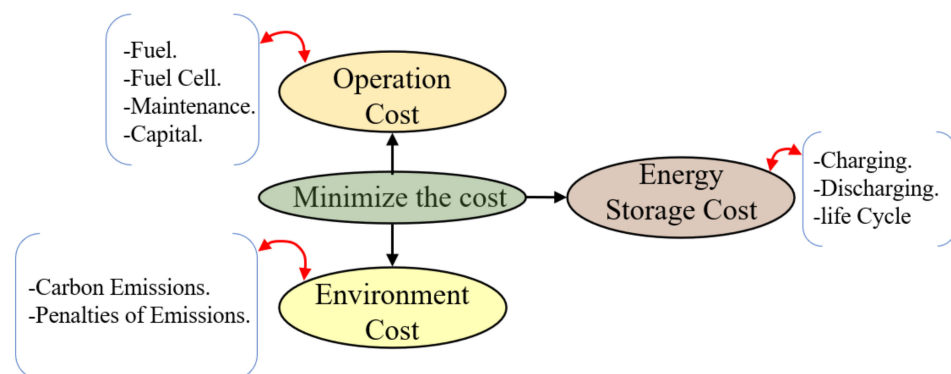 -Fuel.
-Fuel Cell.
-Maintenance.
-Capital.
Operation
Cost
Minimize the cost
Energy
Storage Cost
-Charging.
-Discharging.
-life Cycle
-Carbon Emissions.
-Penalties of Emissions.
Environment
Cost